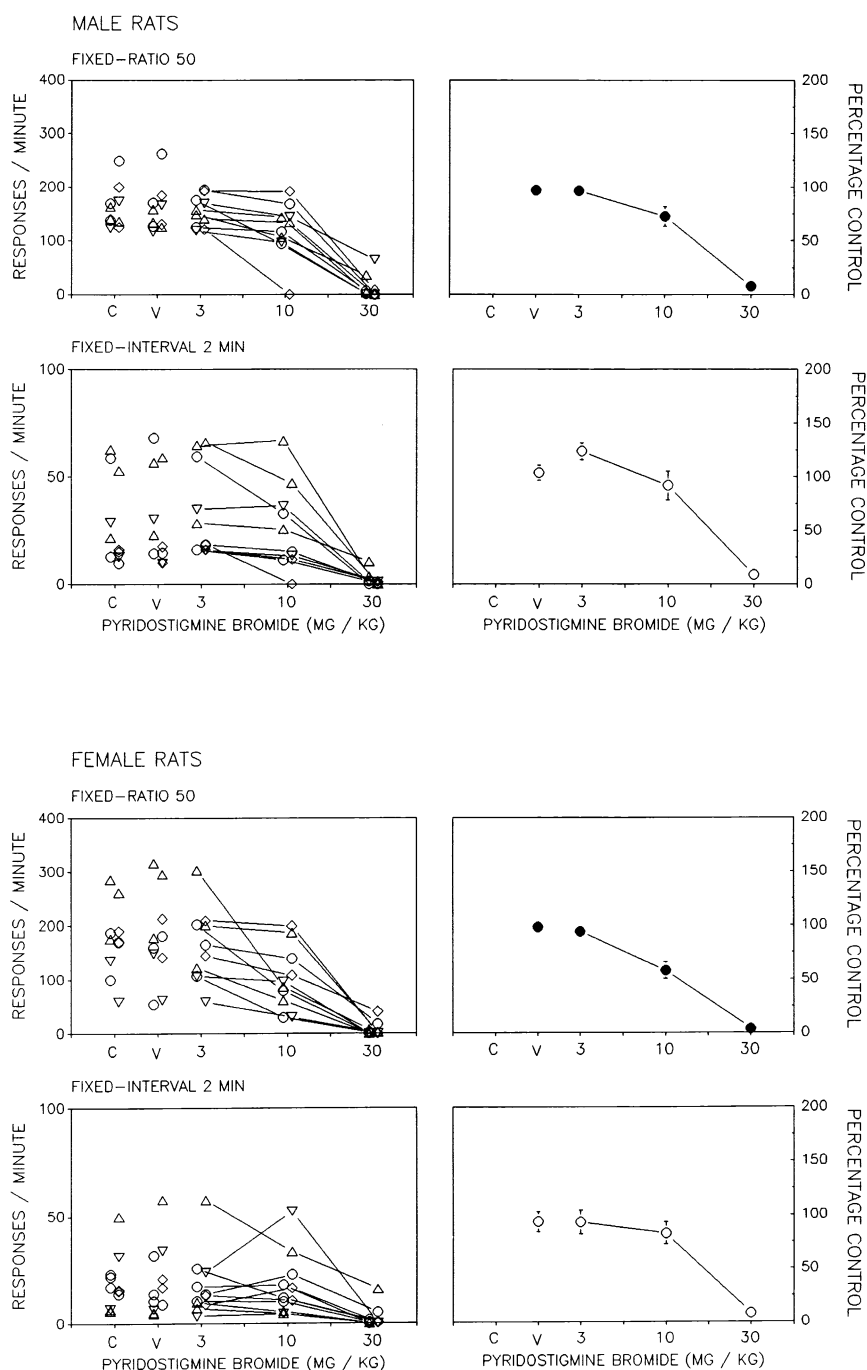 MALE RATS
FIXED-RATIO 50
400
300
200
100
0
RESPONSES / MINUTE
C V 3 10 30
200
150
100
50
0
PERCENTAGE CONTROL
C V 3 10 30
FIXED-INTERVAL 2 MIN
100
50
0
RESPONSES / MINUTE
C V 3 10 30
PYRIDOSTIGMINE BROMIDE (MG / KG)
200
150
100
50
0
PERCENTAGE CONTROL
C V 3 10 30
PYRIDOSTIGMINE BROMIDE (MG / KG)
FEMALE RATS
FIXED-RATIO 50
400
300
200
100
0
RESPONSES / MINUTE
C V 3 10 30
200
150
100
50
0
PERCENTAGE CONTROL
C V 3 10 30
FIXED-INTERVAL 2 MIN
100
50
0
RESPONSES / MINUTE
C V 3 10 30
PYRIDOSTIGMINE BROMIDE (MG / KG)
200
150
100
50
0
PERCENTAGE CONTROL
C V 3 10 30
PYRIDOSTIGMINE BROMIDE (MG / KG)